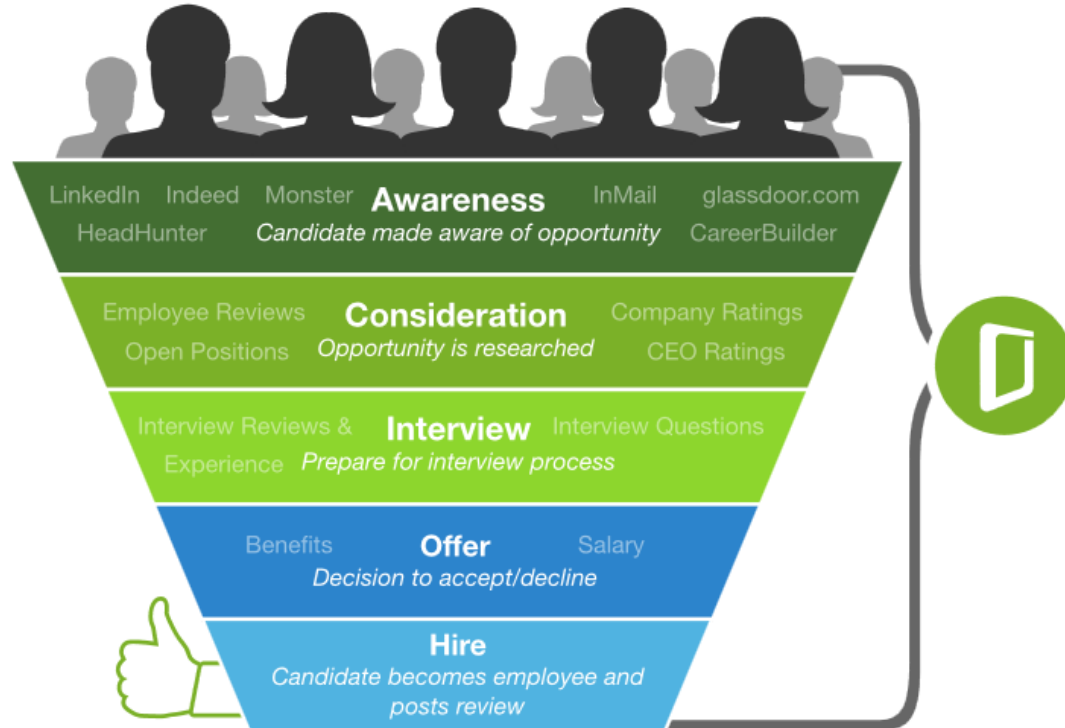 LinkedIn Indeed Monster Awareness InMail glassdoor.com
HeadHunter Candidate made aware of opportunity CareerBuilder
Employee Reviews Consideration Company Ratings
Open Positions Opportunity is researched CEO Ratings
Interview Reviews & Interview Interview Questions
Experience Prepare for interview process
Benefits Offer Salary
Decision to accept/decline
Hire
Candidate becomes employee and
posts review